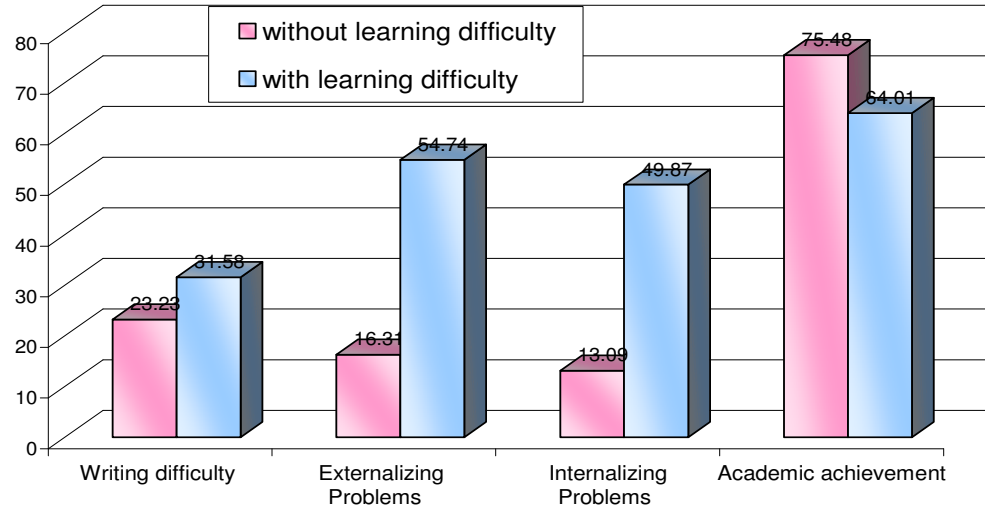 without learning difficulty
with learning difficulty
80
70
60
50
40
30
20
10
0
23.23
31.58
16.31
54.74
13.09
49.87
75.48
64.01
Writing difficulty
Externalizing
Problems
Internalizing
Problems
Academic achievement